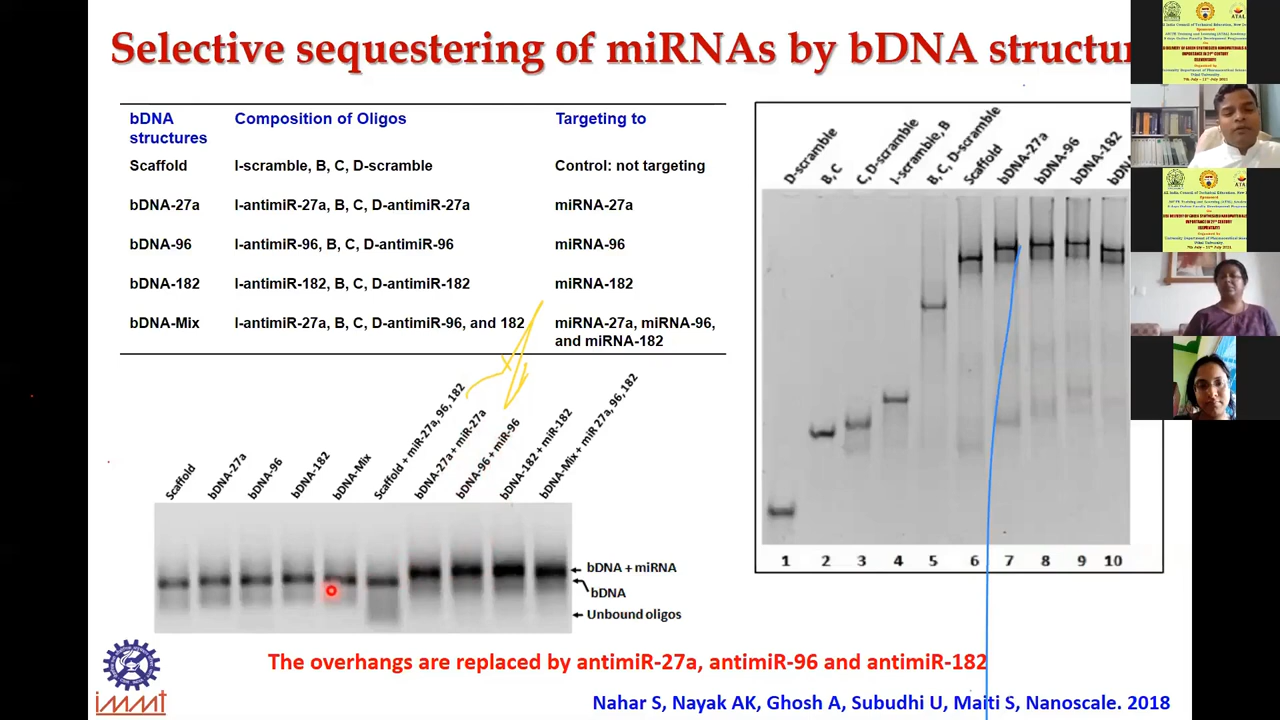 Selective sequestering of miRNAs by bDNA structur
bDNA structures
Composition of Oligos
Targeting to
Scaffold
I-scramble, B, C, D-scramble
Control: not targeting
bDNA-27a
I-antimiR-27a, B, C, D-antimiR-27a
miRNA-27a
bDNA-96
I-antimiR-96, B, C, D-antimiR-96
miRNA-96
bDNA-182
I-antimiR-182, B, C, D-antimiR-182
miRNA-182
bDNA-Mix
I-antimiR-27a, B, C, D-antimiR-96, and 182
miRNA-27a, miRNA-96,
and miRNA-182
Scaffold
bDNA-27a
bDNA-96
bDNA-182
bDNA-Mix
Scaffold + miR-27a, 96, 182
bDNA-27a + miR-27a
bDNA-96 + miR-96
bDNA-182 + miR-182
bDNA-Mix + miR 27a, 96, 182
bDNA + miRNA
bDNA
Unbound oligos
D-scramble
B, C
C, D-scramble
I-scramble, B
B, C, D-scramble
Scaffold
bDNA-27a
bDNA-96
bDNA-182
bDNA
1 2 3 4 5 6 7 8 9 10
The overhangs are replaced by antimiR-27a, antimiR-96 and antimiR-182
immt
Nahar S, Nayak AK, Ghosh A, Subudhi U, Maiti S, Nanoscale. 2018